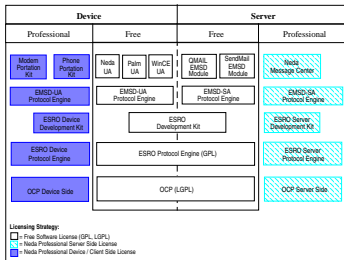 Device Server
Professional Free Free Professional
Modem Portation Kit
Phone Portation Kit
Neda UA
Palm UA
WinCE UA
QMAIL EMSD Module
SendMail EMSD Module
Neda Message Center
EMSD-UA Protocol Engine
EMSD-UA Protocol Engine
EMSD-SA Protocol Engine
EMSD-SA Protocol Engine
ESRO Device Development Kit
ESRO Development Kit
ESRO Server Development Kit
ESRO Device Protocol Engine
ESRO Protocol Engine (GPL)
ESRO Server Protocol Engine
OCP Device Side
OCP (LGPL)
OCP Server Side
Licensing Strategy:
= Free Software License (GPL, LGPL)
= Neda Professional Server Side License
= Neda Professional Device / Client Side License